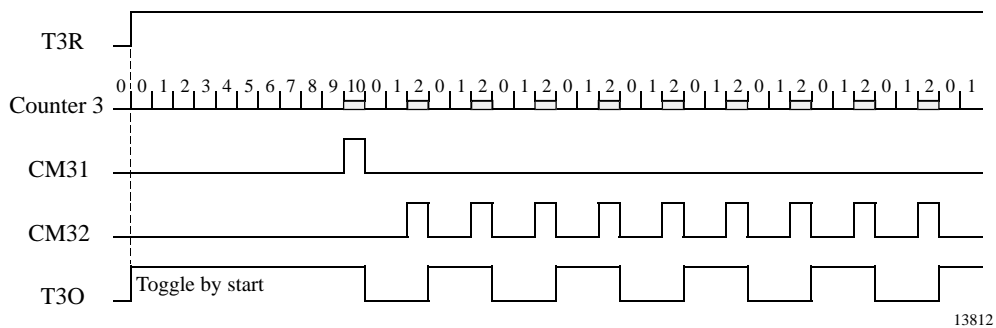 T3R
0 0 1 2 3 4 5 6 7 8 9 10 0 1 2 0 1 2 0 1 2 0 1 2 0 1 2 0 1 2 0 1 2 0 1 2 0 1 2 0 1
Counter 3
CM31
CM32
Toggle by start
T3O
13812